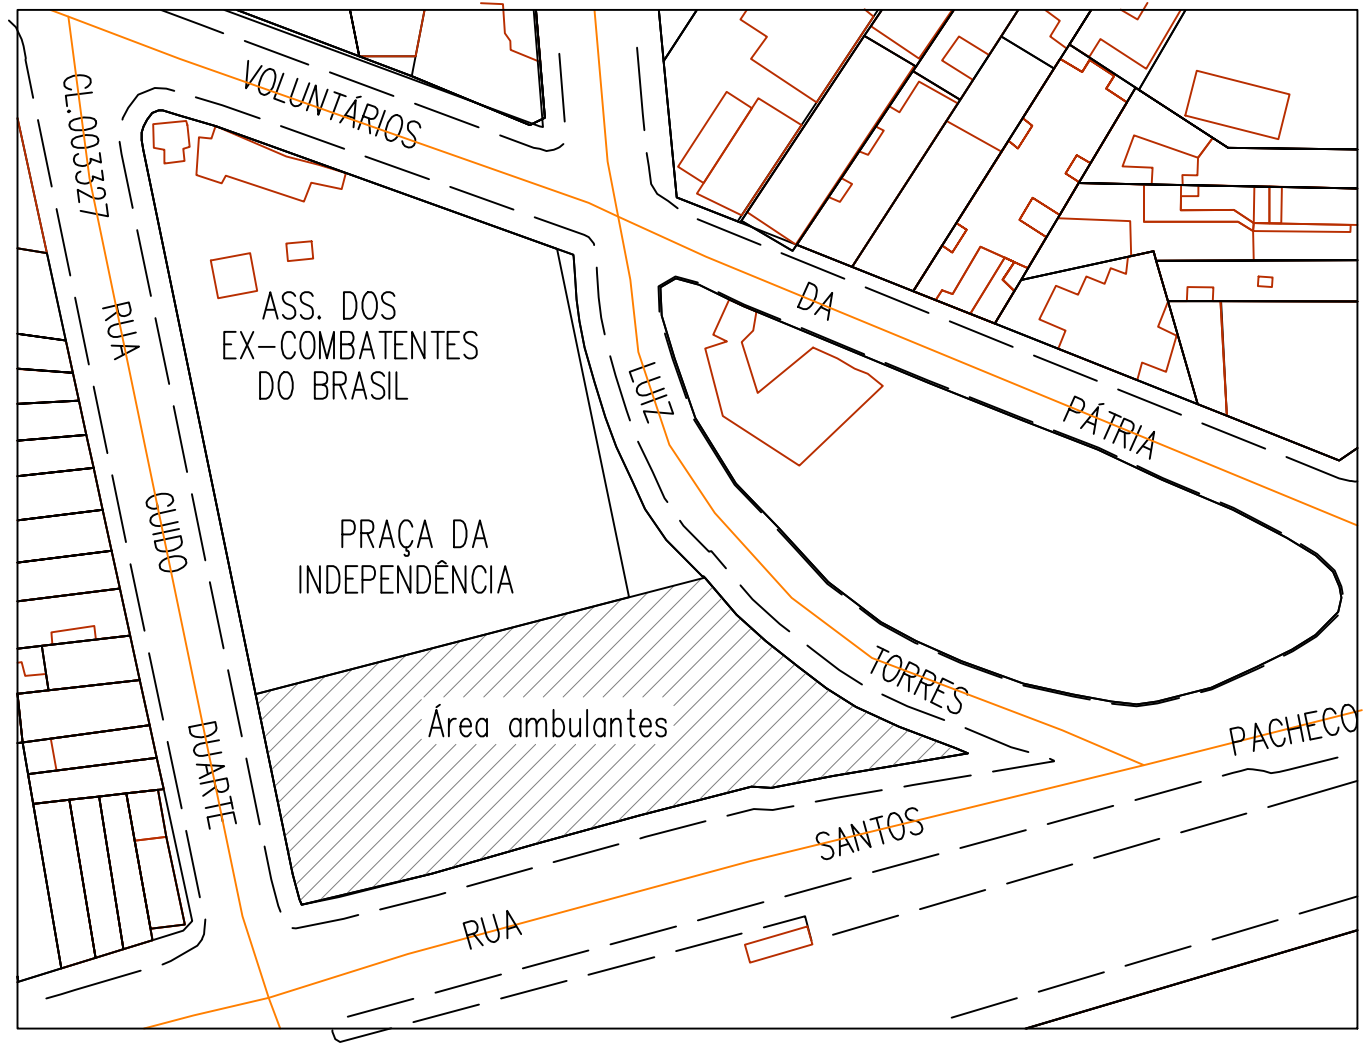 VOLUNTÁRIOS
DA
PÁTRIA
CL.003327
RUA
GUIDO
DUARTE
ASS. DOS
EX-COMBATENTES
DO BRASIL
LUIZ
TORRES
PRAÇA DA
INDEPENDÊNCIA
Área ambulantes
RUA
SANTOS
PACHECO